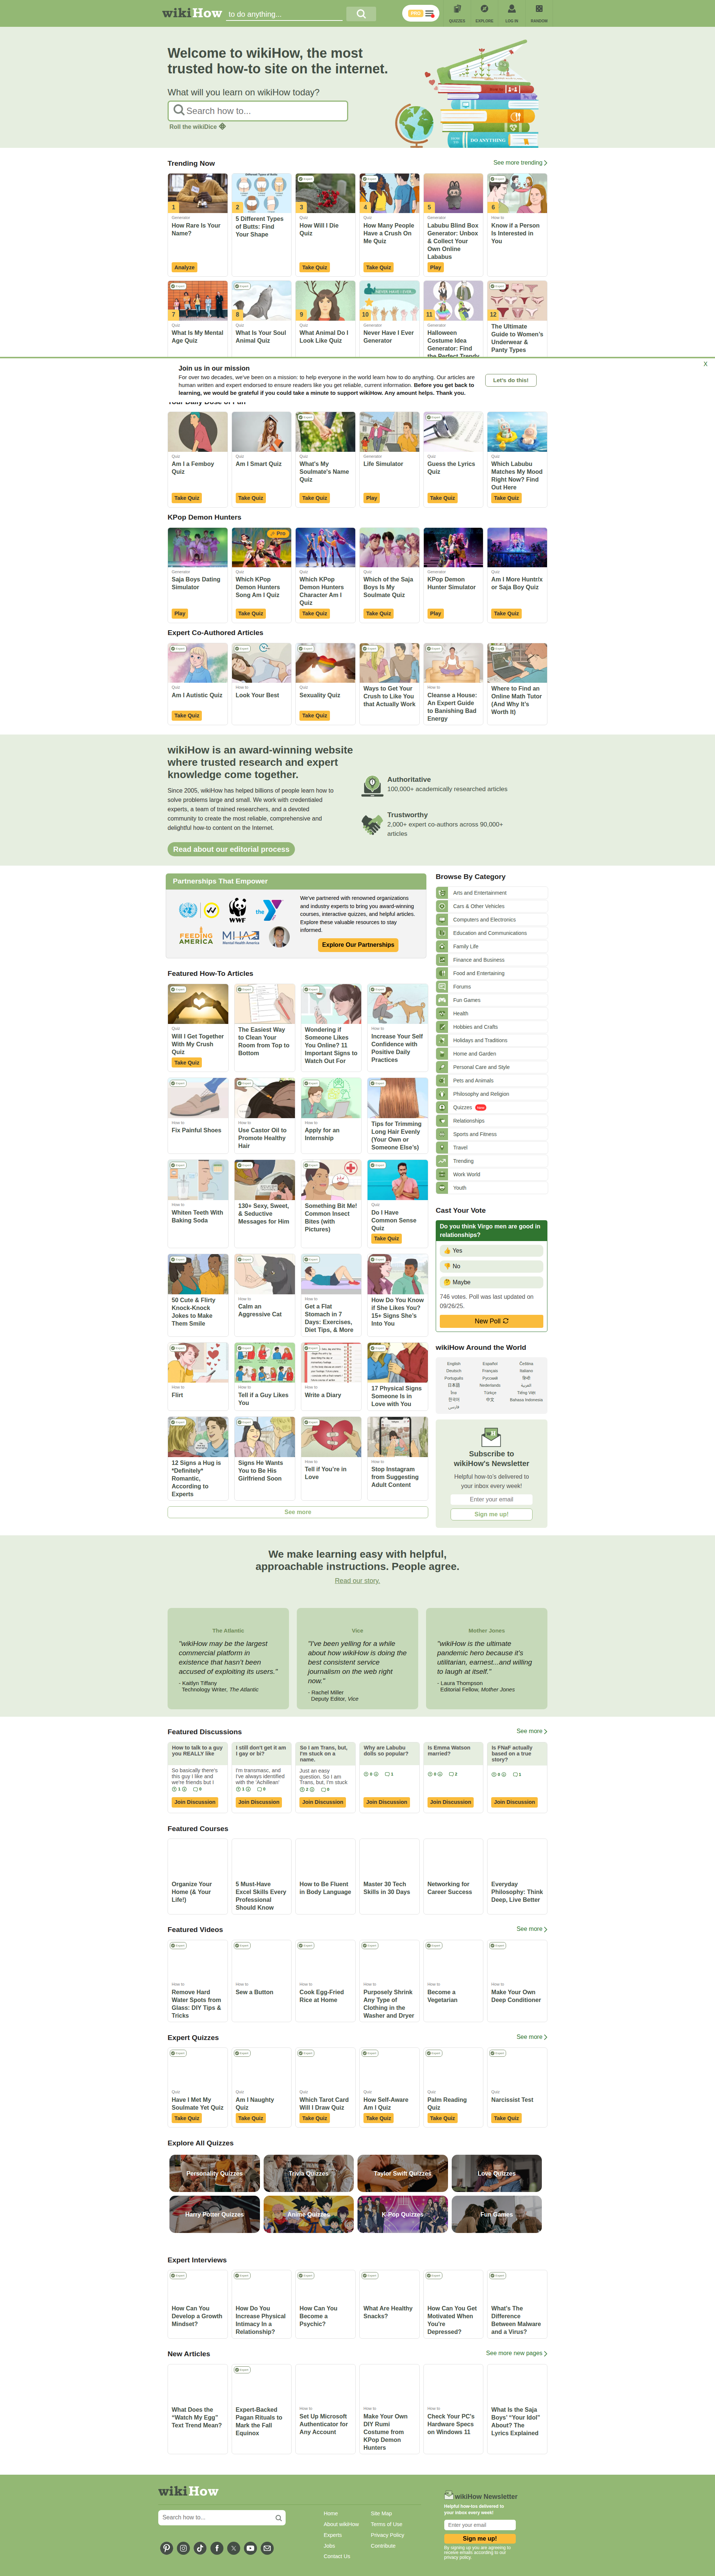 wikiHow
to do anything...
PRO
QUIZZES
EXPLORE
LOG IN
RANDOM
Welcome to wikiHow, the most
trusted how-to site on the internet.
What will you learn on wikiHow today?
Search how to...
Roll the wikiDice
DO ANYTHING
Trending Now
See more trending
1
Generator
How Rare Is Your
Name?
Analyze
2
5 Different Types
of Butts: Find
Your Shape
3
Quiz
How Will I Die
Quiz
Take Quiz
4
Quiz
How Many People
Have a Crush On
Me Quiz
Take Quiz
5
Generator
Labubu Blind Box
Generator: Unbox
& Collect Your
Own Online
Lababus
Play
6
How to
Know if a Person
Is Interested in
You
7
Quiz
What Is My Mental
Age Quiz
8
Quiz
What Is Your Soul
Animal Quiz
9
Quiz
What Animal Do I
Look Like Quiz
10
Generator
Never Have I Ever
Generator
11
Generator
Halloween
Costume Idea
Generator: Find
the Perfect Trendy
12
The Ultimate
Guide to Women's
Underwear &
Panty Types
Join us in our mission
For over two decades, we've been on a mission: to help everyone in the world learn how to do anything. Our articles are
human written and expert endorsed to ensure readers like you get reliable, current information. Before you get back to
learning, we would be grateful if you could take a minute to support wikiHow. Any amount helps. Thank you.
Let's do this!
X
Your Daily Dose of Fun
Quiz
Am I a Femboy
Quiz
Take Quiz
Quiz
Am I Smart Quiz
Take Quiz
Quiz
What's My
Soulmate's Name
Quiz
Take Quiz
Generator
Life Simulator
Play
Quiz
Guess the Lyrics
Quiz
Take Quiz
Quiz
Which Labubu
Matches My Mood
Right Now? Find
Out Here
Take Quiz
KPop Demon Hunters
Generator
Saja Boys Dating
Simulator
Play
Pro
Quiz
Which KPop
Demon Hunters
Song Am I Quiz
Take Quiz
Quiz
Which KPop
Demon Hunters
Character Am I
Quiz
Take Quiz
Quiz
Which of the Saja
Boys Is My
Soulmate Quiz
Take Quiz
Generator
KPop Demon
Hunter Simulator
Play
Quiz
Am I More Huntr/x
or Saja Boy Quiz
Take Quiz
Expert Co-Authored Articles
Quiz
Am I Autistic Quiz
Take Quiz
How to
Look Your Best
Quiz
Sexuality Quiz
Take Quiz
Ways to Get Your
Crush to Like You
that Actually Work
How to
Cleanse a House:
An Expert Guide
to Banishing Bad
Energy
Where to Find an
Online Math Tutor
(And Why It's
Worth It)
wikiHow is an award-winning website
where trusted research and expert
knowledge come together.
Since 2005, wikiHow has helped billions of people learn how to
solve problems large and small. We work with credentialed
experts, a team of trained researchers, and a devoted
community to create the most reliable, comprehensive and
delightful how-to content on the Internet.
Read about our editorial process
Authoritative
100,000+ academically researched articles
Trustworthy
2,000+ expert co-authors across 90,000+
articles
Partnerships That Empower
WWF
the Y
FEEDING
AMERICA
MHA
Mental Health America
We've partnered with renowned organizations
and industry experts to bring you award-winning
courses, interactive quizzes, and helpful articles.
Explore these valuable resources to stay
informed.
Explore Our Partnerships
Featured How-To Articles
Quiz
Will I Get Together
With My Crush
Quiz
Take Quiz
The Easiest Way
to Clean Your
Room from Top to
Bottom
Wondering if
Someone Likes
You Online? 11
Important Signs to
Watch Out For
How to
Increase Your Self
Confidence with
Positive Daily
Practices
How to
Fix Painful Shoes
How to
Use Castor Oil to
Promote Healthy
Hair
How to
Apply for an
Internship
Tips for Trimming
Long Hair Evenly
(Your Own or
Someone Else's)
How to
Whiten Teeth With
Baking Soda
130+ Sexy, Sweet,
& Seductive
Messages for Him
Something Bit Me!
Common Insect
Bites (with
Pictures)
Quiz
Do I Have
Common Sense
Quiz
Take Quiz
50 Cute & Flirty
Knock-Knock
Jokes to Make
Them Smile
How to
Calm an
Aggressive Cat
How to
Get a Flat
Stomach in 7
Days: Exercises,
Diet Tips, & More
How Do You Know
if She Likes You?
15+ Signs She's
Into You
How to
Flirt
How to
Tell if a Guy Likes
You
How to
Write a Diary
17 Physical Signs
Someone Is in
Love with You
12 Signs a Hug is
*Definitely*
Romantic,
According to
Experts
Signs He Wants
You to Be His
Girlfriend Soon
How to
Tell if You're in
Love
How to
Stop Instagram
from Suggesting
Adult Content
See more
Browse By Category
Arts and Entertainment
Cars & Other Vehicles
Computers and Electronics
Education and Communications
Family Life
Finance and Business
Food and Entertaining
Forums
Fun Games
Health
Hobbies and Crafts
Holidays and Traditions
Home and Garden
Personal Care and Style
Pets and Animals
Philosophy and Religion
Quizzes New
Relationships
Sports and Fitness
Travel
Trending
Work World
Youth
Cast Your Vote
Do you think Virgo men are good in
relationships?
👍 Yes
👎 No
🤔 Maybe
746 votes. Poll was last updated on
09/26/25.
New Poll
wikiHow Around the World
English Español Čeština
Deutsch Français Italiano
Português Русский हिन्दी
日本語 Nederlands العربية
ไทย Türkçe Tiếng Việt
한국어 中文 Bahasa Indonesia
فارسی
Subscribe to
wikiHow's Newsletter
Helpful how-to's delivered to
your inbox every week!
Enter your email
Sign me up!
We make learning easy with helpful,
approachable instructions. People agree.
Read our story.
The Atlantic
"wikiHow may be the largest
commercial platform in
existence that hasn't been
accused of exploiting its users."
- Kaitlyn Tiffany
Technology Writer, The Atlantic
Vice
"I've been yelling for a while
about how wikiHow is doing the
best consistent service
journalism on the web right
now."
- Rachel Miller
Deputy Editor, Vice
Mother Jones
"wikiHow is the ultimate
pandemic hero because it's
utilitarian, earnest...and willing
to laugh at itself."
- Laura Thompson
Editorial Fellow, Mother Jones
Featured Discussions
See more
How to talk to a guy
you REALLY like
So basically there's
this guy I like and
we're friends but I
1 0
Join Discussion
I still don't get it am
I gay or bi?
I'm transmasc, and
I've always identified
with the 'Achillean'
1 0
Join Discussion
So I am Trans, but,
I'm stuck on a
name.
Just an easy
question. So I am
Trans, but, I'm stuck
2 0
Join Discussion
Why are Labubu
dolls so popular?
0 1
Join Discussion
Is Emma Watson
married?
0 2
Join Discussion
Is FNaF actually
based on a true
story?
0 1
Join Discussion
Featured Courses
Organize Your
Home (& Your
Life!)
5 Must-Have
Excel Skills Every
Professional
Should Know
How to Be Fluent
in Body Language
Master 30 Tech
Skills in 30 Days
Networking for
Career Success
Everyday
Philosophy: Think
Deep, Live Better
Featured Videos
See more
How to
Remove Hard
Water Spots from
Glass: DIY Tips &
Tricks
How to
Sew a Button
How to
Cook Egg-Fried
Rice at Home
How to
Purposely Shrink
Any Type of
Clothing in the
Washer and Dryer
How to
Become a
Vegetarian
How to
Make Your Own
Deep Conditioner
Expert Quizzes
See more
Quiz
Have I Met My
Soulmate Yet Quiz
Take Quiz
Quiz
Am I Naughty
Quiz
Take Quiz
Quiz
Which Tarot Card
Will I Draw Quiz
Take Quiz
Quiz
How Self-Aware
Am I Quiz
Take Quiz
Quiz
Palm Reading
Quiz
Take Quiz
Quiz
Narcissist Test
Take Quiz
Explore All Quizzes
Personality Quizzes
Trivia Quizzes
Taylor Swift Quizzes
Love Quizzes
Harry Potter Quizzes
Anime Quizzes
K-Pop Quizzes
Fun Games
Expert Interviews
How Can You
Develop a Growth
Mindset?
How Do You
Increase Physical
Intimacy In a
Relationship?
How Can You
Become a
Psychic?
What Are Healthy
Snacks?
How Can You Get
Motivated When
You're
Depressed?
What's The
Difference
Between Malware
and a Virus?
New Articles
See more new pages
What Does the
“Watch My Egg”
Text Trend Mean?
Expert-Backed
Pagan Rituals to
Mark the Fall
Equinox
How to
Set Up Microsoft
Authenticator for
Any Account
How to
Make Your Own
DIY Rumi
Costume from
KPop Demon
Hunters
How to
Check Your PC's
Hardware Specs
on Windows 11
What Is the Saja
Boys' “Your Idol”
About? The
Lyrics Explained
wikiHow
Search how to...
Home
About wikiHow
Experts
Jobs
Contact Us
Site Map
Terms of Use
Privacy Policy
Contribute
wikiHow Newsletter
Helpful how-tos delivered to
your inbox every week!
Enter your email
Sign me up!
By signing up you are agreeing to
receive emails according to our
privacy policy.